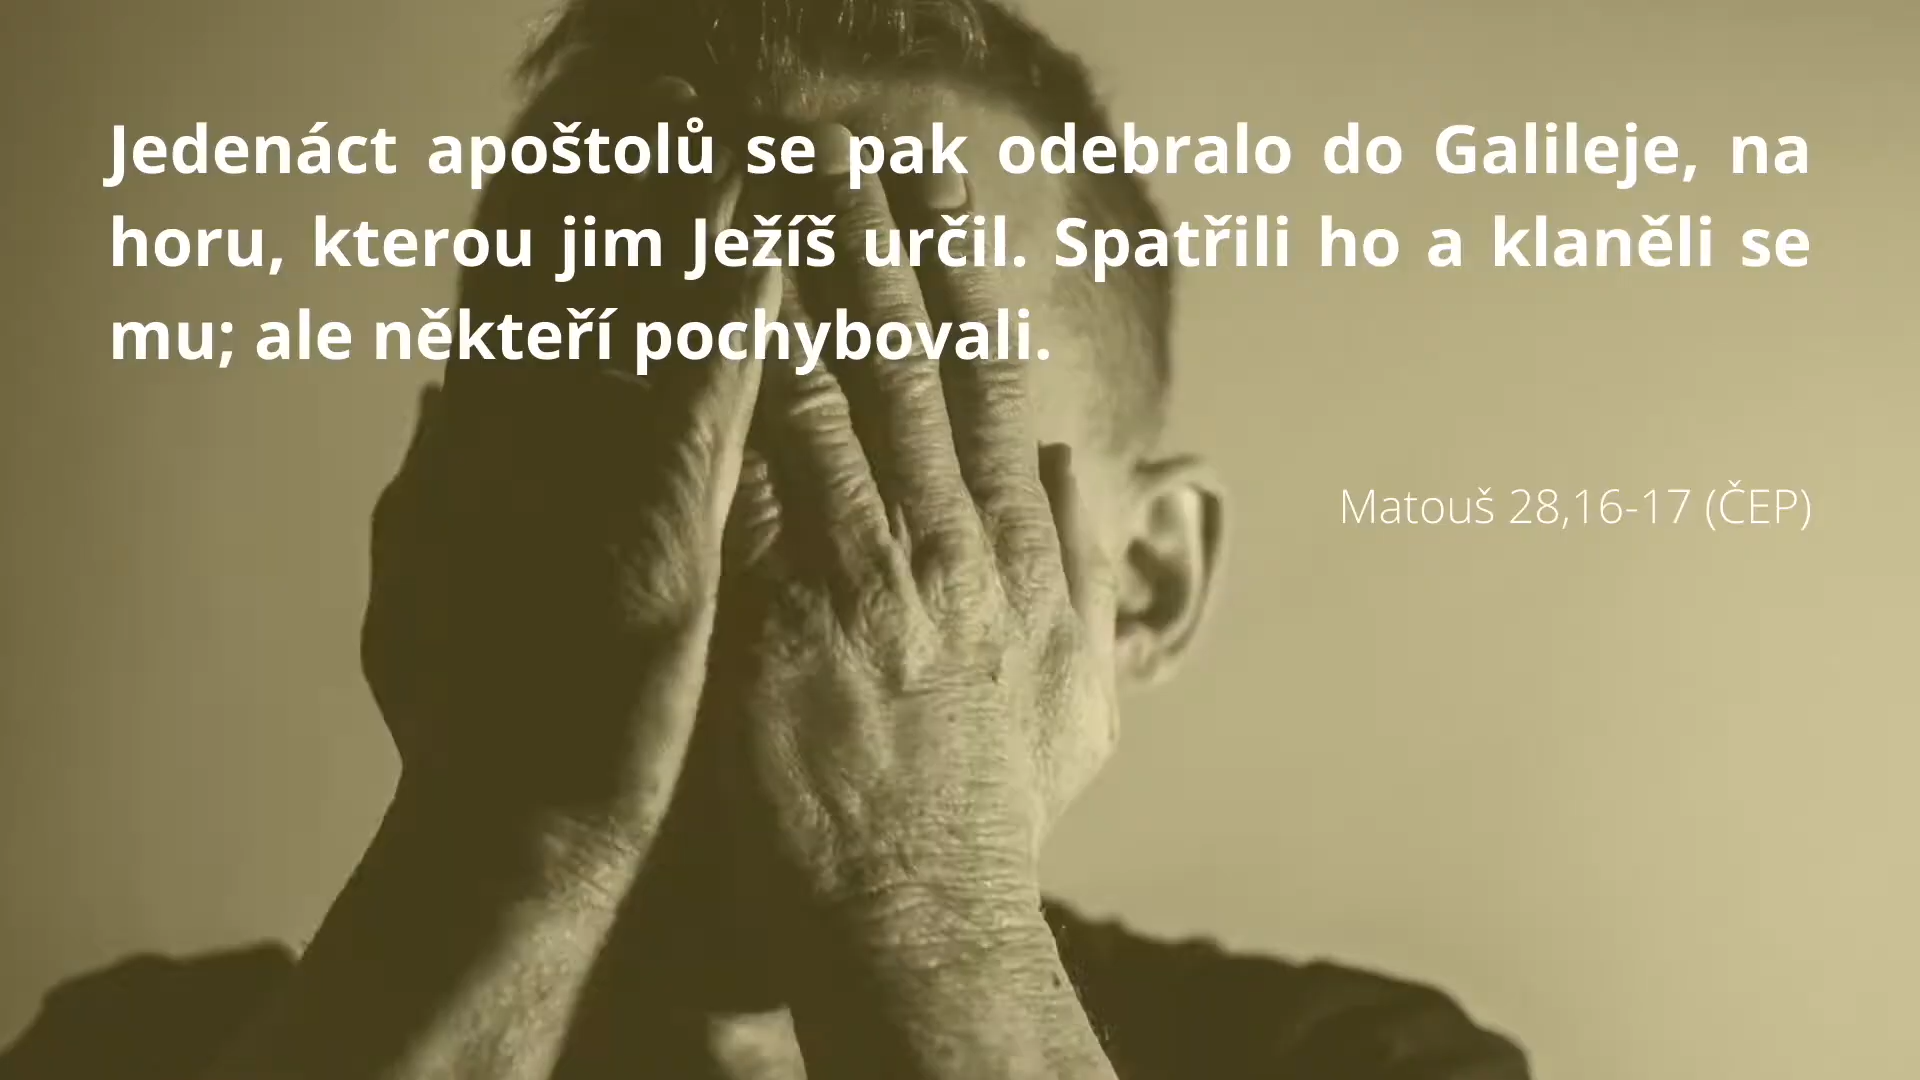 Jedenáct apoštolů se pak odebralo do Galileje, na
horu, kterou jim Ježíš určil. Spatřili ho a klaněli se
mu; ale někteří pochybovali.
Matouš 28,16-17 (ČEP)